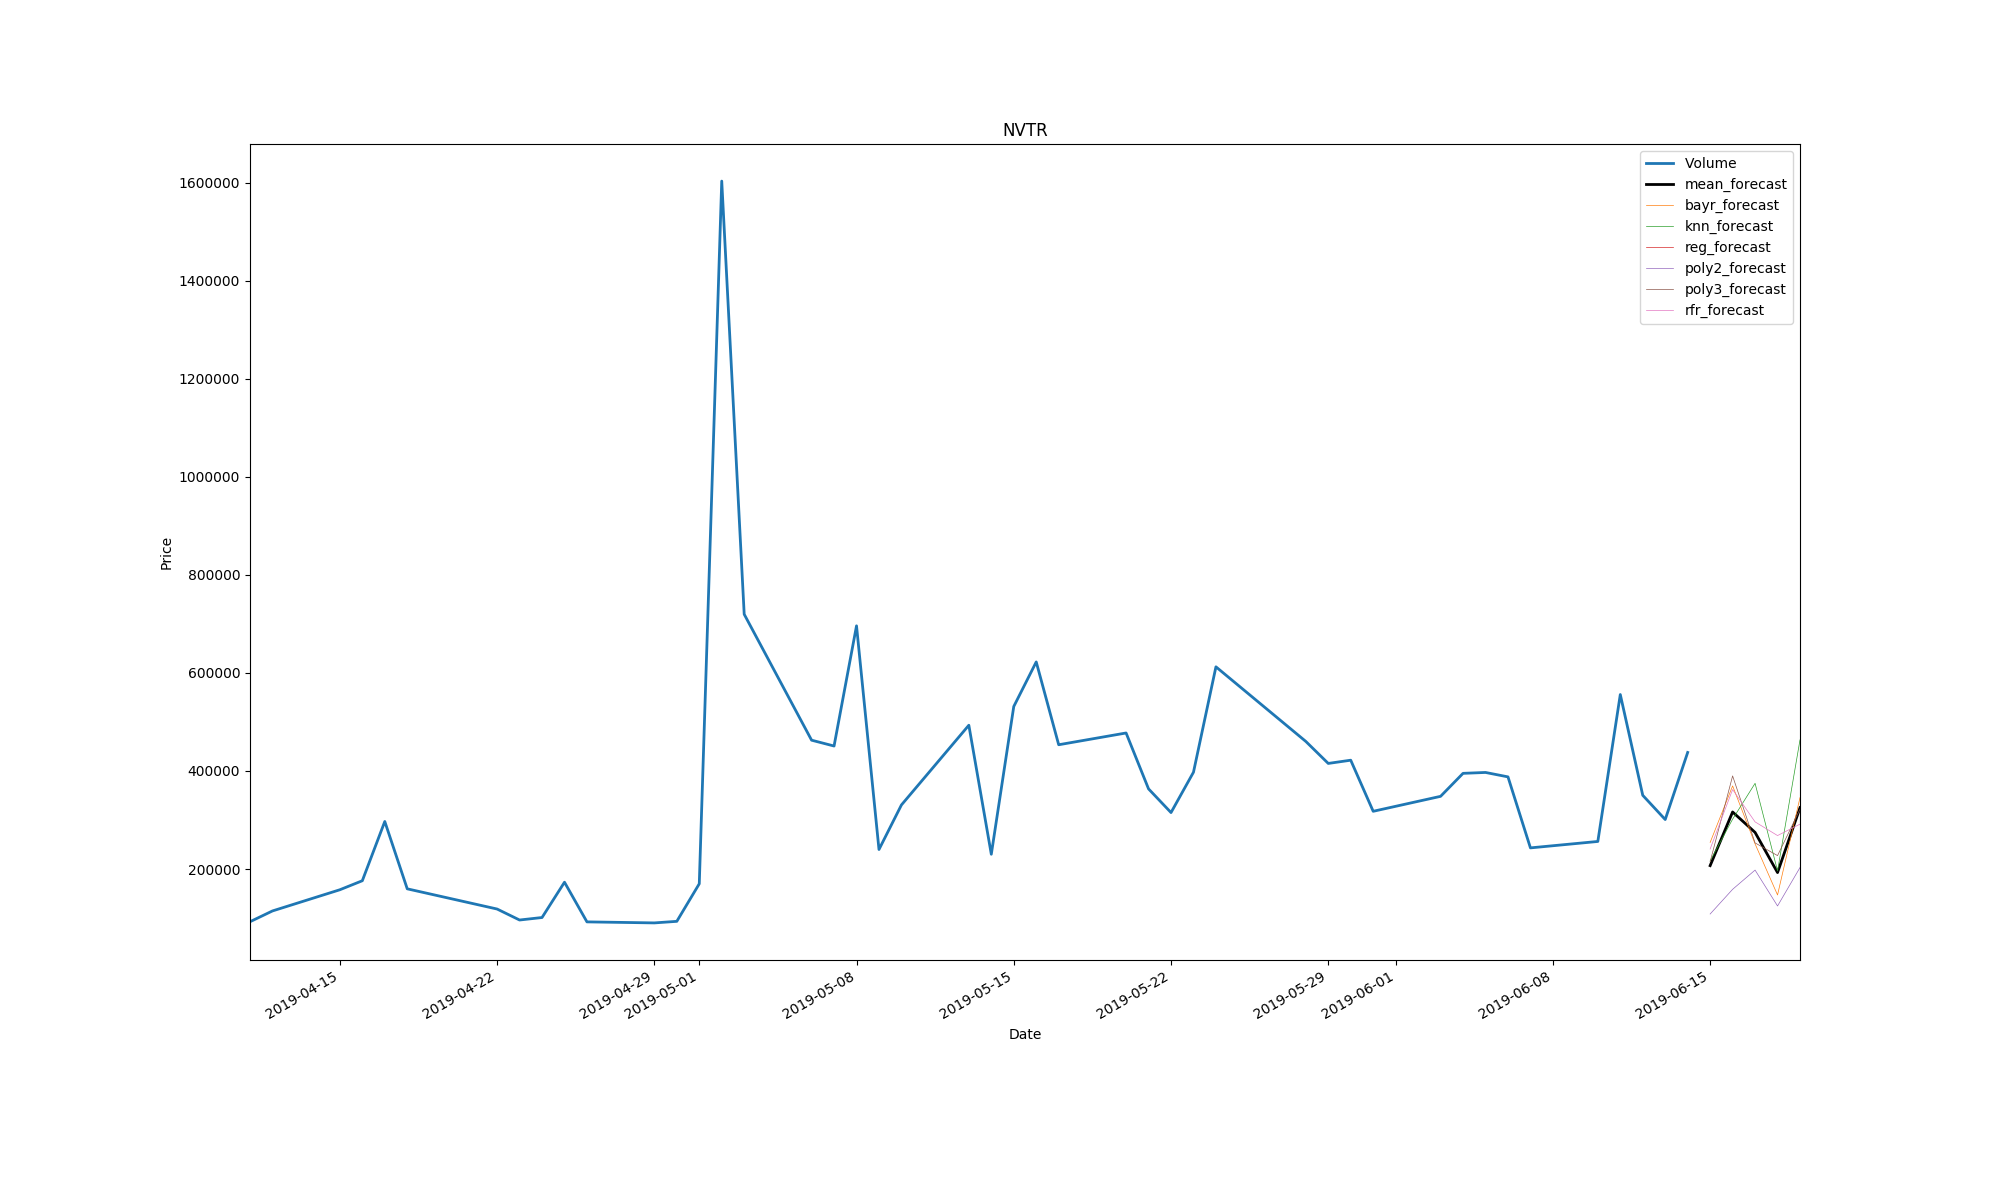 NVTR
Volume
mean_forecast
bayr_forecast
knn_forecast
reg_forecast
poly2_forecast
poly3_forecast
rfr_forecast
1600000
1400000
1200000
1000000
800000
600000
400000
200000
Price
2019-04-15
2019-04-22
2019-04-29
2019-05-01
2019-05-08
2019-05-15
2019-05-22
2019-05-29
2019-06-01
2019-06-08
2019-06-15
Date